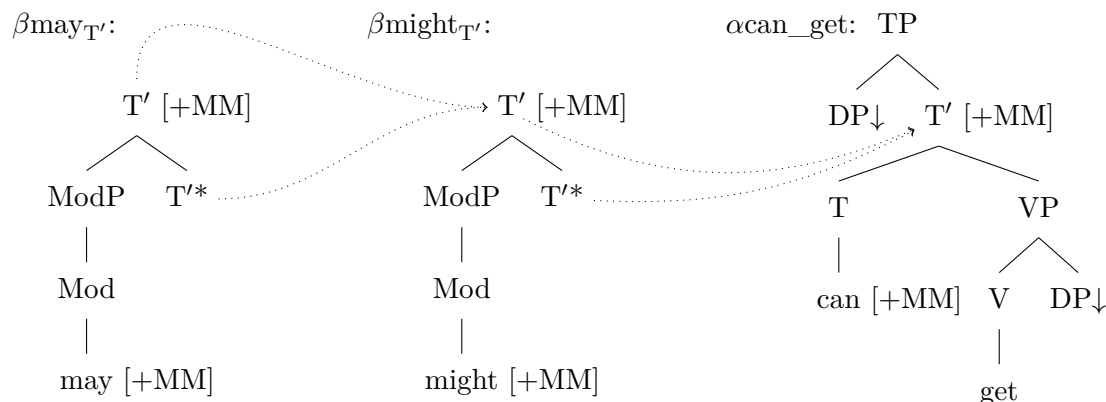 βmay_T′: βmight_T′: αcan_get: TP
T′ [+MM] T′ [+MM] DP↓ T′ [+MM]
ModP T′* ModP T′* T VP
Mod Mod can [+MM] V DP↓
may [+MM] might [+MM] get